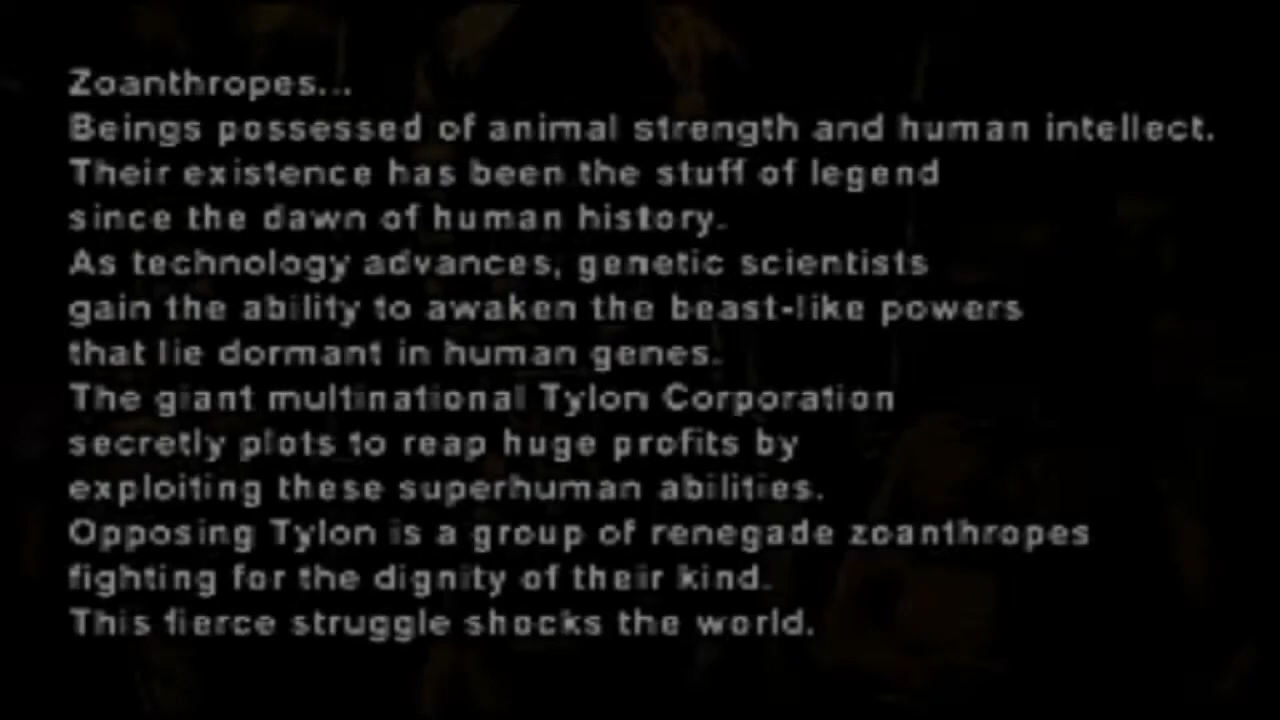 Zoanthropes...
Beings possessed of animal strength and human intellect.
Their existence has been the stuff of legend
since the dawn of human history.
As technology advances, genetic scientists
gain the ability to awaken the beast-like powers
that lie dormant in human genes.
The giant multinational Tylon Corporation
secretly plots to reap huge profits by
exploiting these superhuman abilities.
Opposing Tylon is a group of renegade zoanthropes
fighting for the dignity of their kind.
This fierce struggle shocks the world.